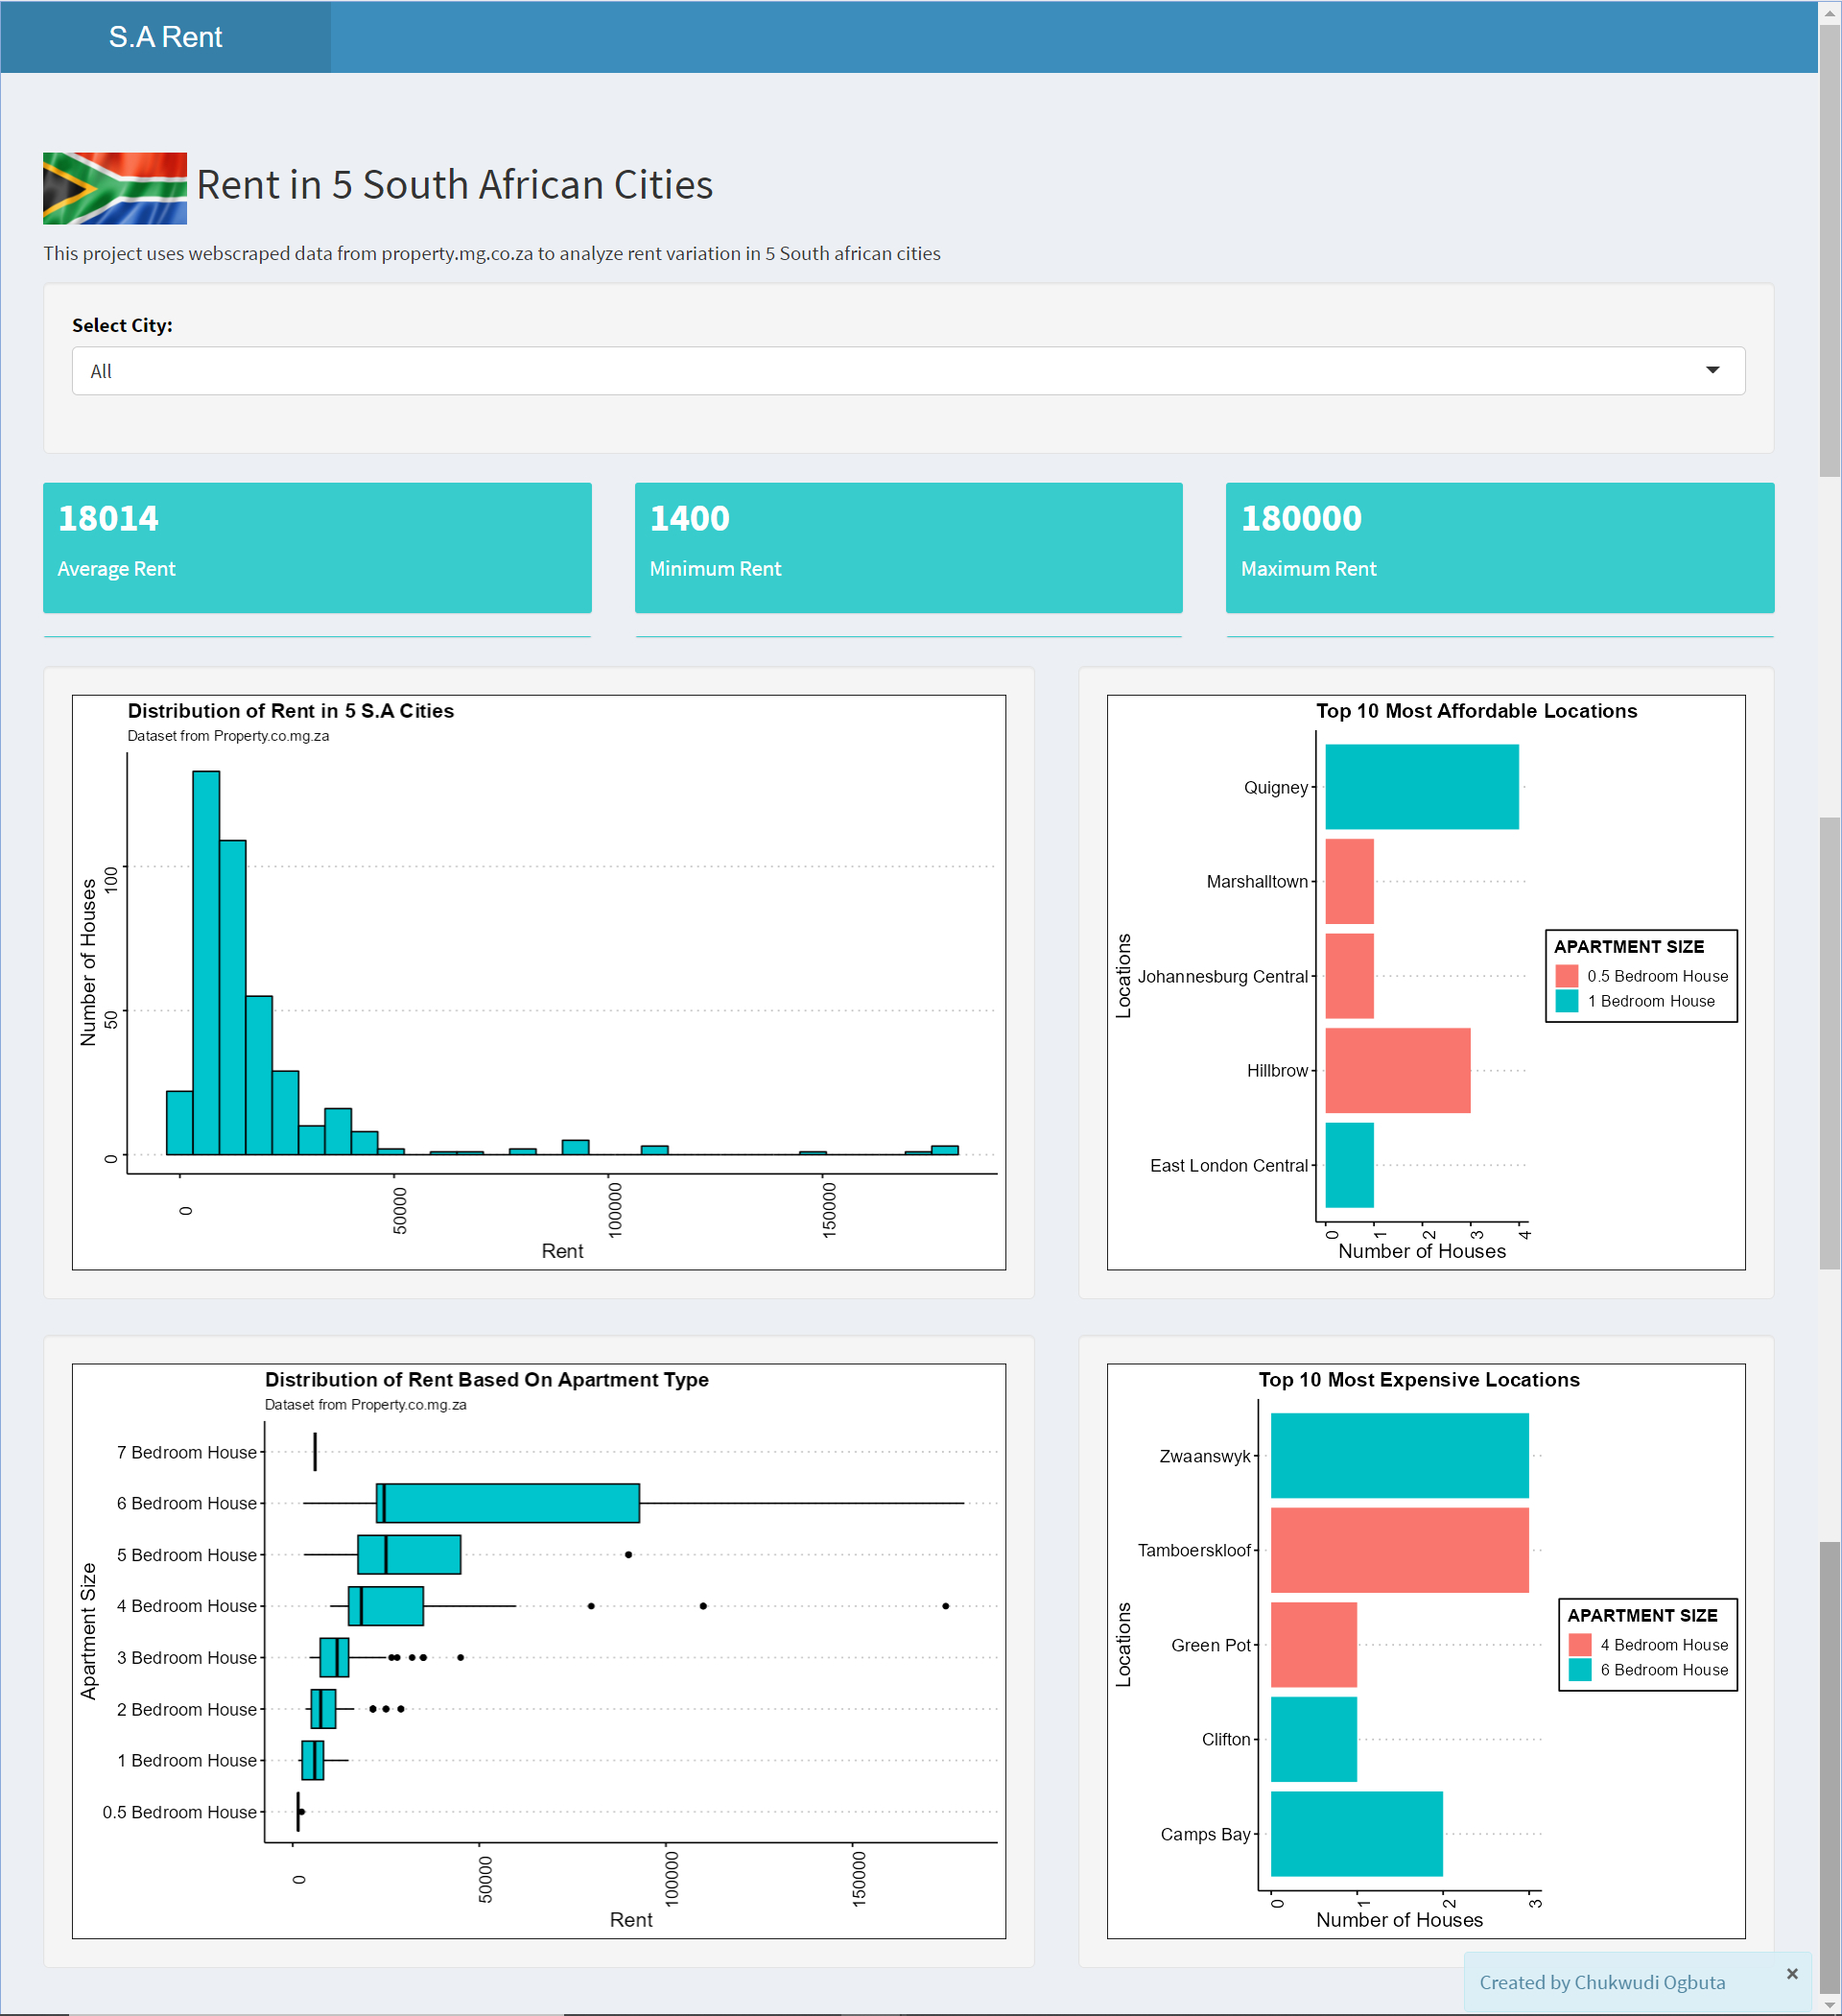 S.A Rent
Rent in 5 South African Cities
This project uses webscraped data from property.mg.co.za to analyze rent variation in 5 South african cities
Select City:
All
18014
Average Rent
1400
Minimum Rent
180000
Maximum Rent
Distribution of Rent in 5 S.A Cities
Dataset from Property.co.mg.za
Number of Houses
100
50
0
0
50000
100000
150000
Rent
Top 10 Most Affordable Locations
Locations
Quigney
Marshalltown
Johannesburg Central
Hillbrow
East London Central
0
1
2
3
4
Number of Houses
APARTMENT SIZE
0.5 Bedroom House
1 Bedroom House
Distribution of Rent Based On Apartment Type
Dataset from Property.co.mg.za
Apartment Size
7 Bedroom House
6 Bedroom House
5 Bedroom House
4 Bedroom House
3 Bedroom House
2 Bedroom House
1 Bedroom House
0.5 Bedroom House
0
50000
100000
150000
Rent
Top 10 Most Expensive Locations
Locations
Zwaanswyk
Tamboerskloof
Green Pot
Clifton
Camps Bay
0
1
2
3
Number of Houses
APARTMENT SIZE
4 Bedroom House
6 Bedroom House
Created by Chukwudi Ogbuta
×